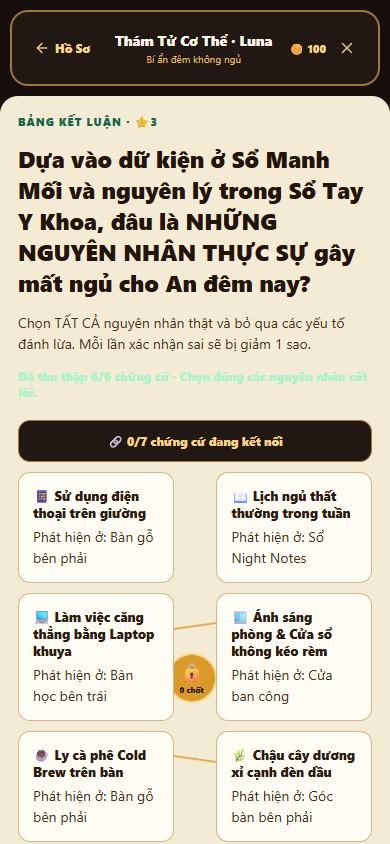 ← Hồ Sơ
Thám Tử Cơ Thể · Luna
Bí ẩn đêm không ngủ
100 ✕
BẢNG KẾT LUẬN · ⭐3
Dựa vào dữ kiện ở Sổ Manh
Mối và nguyên lý trong Sổ Tay
Y Khoa, đâu là NHỮNG
NGUYÊN NHÂN THỰC SỰ gây
mất ngủ cho An đêm nay?
Chọn TẤT CẢ nguyên nhân thật và bỏ qua các yếu tố
đánh lừa. Mỗi lần xác nhận sai sẽ bị giảm 1 sao.
Đã thu thập 6/6 chứng cứ · Chọn đúng các nguyên nhân cốt
lõi.
🔗 0/7 chứng cứ đang kết nối
Sử dụng điện
thoại trên giường
Phát hiện ở: Bàn gỗ
bên phải
Lịch ngủ thất
thường trong tuần
Phát hiện ở: Sổ
Night Notes
Làm việc căng
thẳng bằng Laptop
khuya
Phát hiện ở: Bàn
học bên trái
Ánh sáng
phòng & Cửa sổ
không kéo rèm
Phát hiện ở: Cửa
ban công
0 chốt
Ly cà phê Cold
Brew trên bàn
Phát hiện ở: Bàn gỗ
bên phải
Chậu cây dương
xỉ cạnh đèn dầu
Phát hiện ở: Góc
bàn bên phải